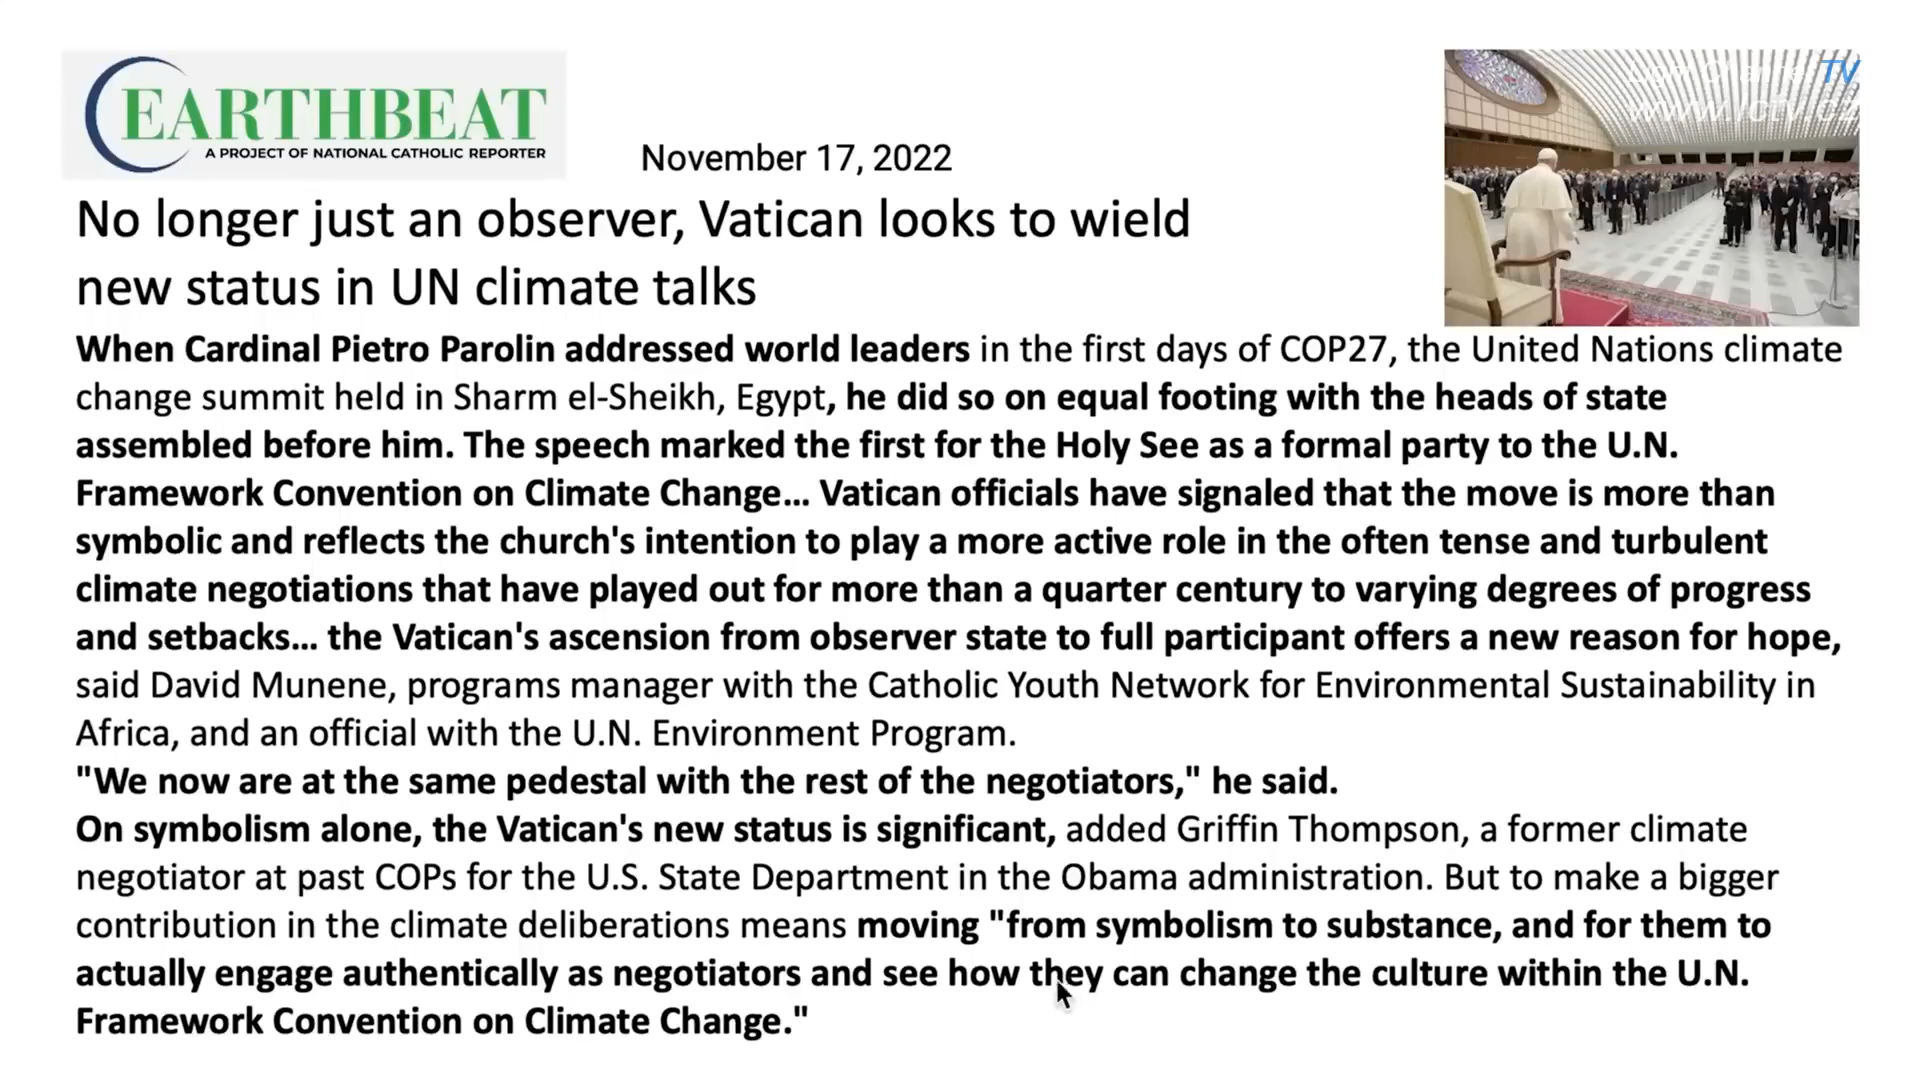 EARTHBEAT
A PROJECT OF NATIONAL CATHOLIC REPORTER
November 17, 2022
TV
www.lctv.cz
No longer just an observer, Vatican looks to wield
new status in UN climate talks
When Cardinal Pietro Parolin addressed world leaders in the first days of COP27, the United Nations climate
change summit held in Sharm el-Sheikh, Egypt, he did so on equal footing with the heads of state
assembled before him. The speech marked the first for the Holy See as a formal party to the U.N.
Framework Convention on Climate Change... Vatican officials have signaled that the move is more than
symbolic and reflects the church's intention to play a more active role in the often tense and turbulent
climate negotiations that have played out for more than a quarter century to varying degrees of progress
and setbacks... the Vatican's ascension from observer state to full participant offers a new reason for hope,
said David Munene, programs manager with the Catholic Youth Network for Environmental Sustainability in
Africa, and an official with the U.N. Environment Program.
"We now are at the same pedestal with the rest of the negotiators," he said.
On symbolism alone, the Vatican's new status is significant, added Griffin Thompson, a former climate
negotiator at past COPs for the U.S. State Department in the Obama administration. But to make a bigger
contribution in the climate deliberations means moving "from symbolism to substance, and for them to
actually engage authentically as negotiators and see how they can change the culture within the U.N.
Framework Convention on Climate Change."